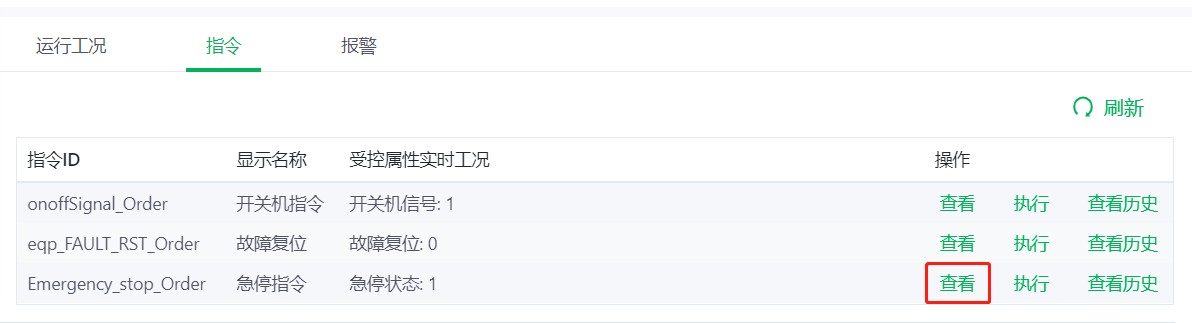 运行工况 指令 报警
刷新
指令ID 显示名称 受控属性实时工况 操作
onoffSignal_Order 开关机指令 开关机信号: 1 查看 执行 查看历史
eqp_FAULT_RST_Order 故障复位 故障复位: 0 查看 执行 查看历史
Emergency_stop_Order 急停指令 急停状态: 1 查看 执行 查看历史